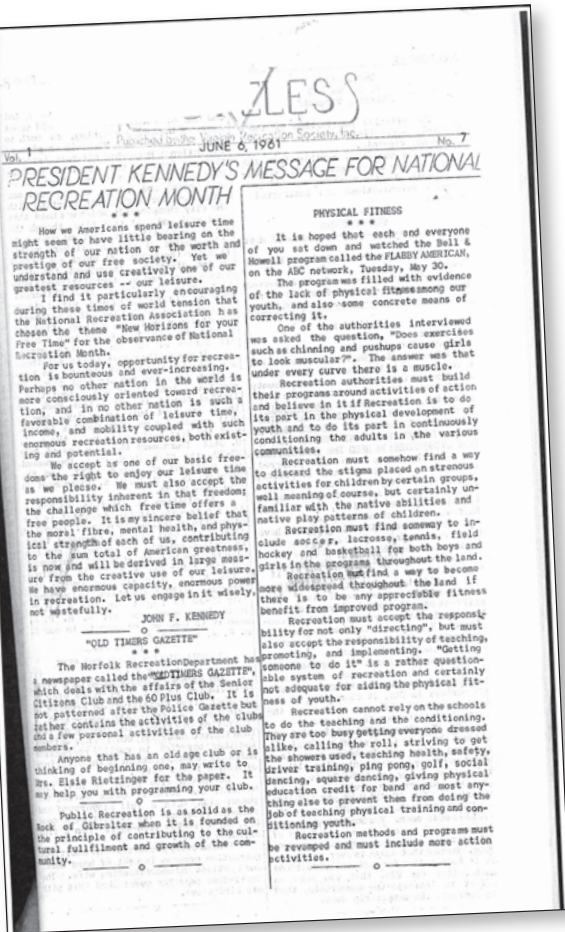 ZLESS
Published by the Virginia Recreation Society, Inc.
Vol. 1 JUNE 6, 1961 No. 7
PRESIDENT KENNEDY'S MESSAGE FOR NATIONAL
RECREATION MONTH
* * *
How we Americans spend leisure time
might seem to have little bearing on the
strength of our nation or the worth and
prestige of our free society. Yet we
understand and use creatively one of our
greatest resources -- our leisure.
I find it particularly encouraging
during these times of world tension that
the National Recreation Association has
chosen the theme "New Horizons for your
Free Time" for the observance of National
Recreation Month.
For us today, opportunity for recrea-
tion is bounteous and ever-increasing.
Perhaps no other nation in the world is
more consciously oriented toward recrea-
tion, and in no other nation is such a
favorable combination of leisure time,
income, and mobility coupled with such
enormous recreation resources, both exist-
ing and potential.
We accept as one of our basic free-
doms the right to enjoy our leisure time
as we please. We must also accept the
responsibility inherent in that freedom;
the challenge which free time offers a
free people. It is my sincere belief that
the moral fibre, mental health, and phys-
ical strength of each of us, contributing
to the sum total of American greatness,
is now and will be derived in large meas-
ure from the creative use of our leisure.
We have enormous capacity, enormous power
in recreation. Let us engage in it wisely,
not wastefully.
JOHN F. KENNEDY
O
"OLD TIMERS GAZETTE"
* * *
The Norfolk RecreationDepartment has
a newspaper called the "OLDTIMERS GAZETTE",
which deals with the affairs of the Senior
Citizens Club and the 60 Plus Club. It is
not patterned after the Police Gazette but
rather contains the activities of the clubs
and a few personal activities of the club
members.
Anyone that has an old age club or is
thinking of beginning one, may write to
Mrs. Elsie Rietzinger for the paper. It
may help you with programming your club.
O
Public Recreation is as solid as the
Rock of Gibralter when it is founded on
the principle of contributing to the cul-
tural fullfilment and growth of the com-
munity.
O
PHYSICAL FITNESS
* * *
It is hoped that each and everyone
of you sat down and watched the Bell &
Howell program called the FLABBY AMERICAN,
on the ABC network, Tuesday, May 30.
The program was filled with evidence
of the lack of physical fitness among our
youth, and also some concrete means of
correcting it.
One of the authorities interviewed
was asked the question, "Does exercises
such as chinning and pushups cause girls
to look muscular?". The answer was that
under every curve there is a muscle.
Recreation authorities must build
their programs around activities of action
and believe in it if Recreation is to do
its part in the physical development of
youth and to do its part in continuously
conditioning the adults in the various
communities.
Recreation must somehow find a way
to discard the stigma placed on strenous
activities for children by certain groups,
well meaning of course, but certainly un-
familiar with the native abilities and
native play patterns of children.
Recreation must find someway to in-
clude soccer, lacrosse, tennis, field
hockey and basketball for both boys and
girls in the programs throughout the land.
Recreation must find a way to become
more widespread throughout the land if
there is to be any appreciable fitness
benefit from improved program.
Recreation must accept the responsi-
bility for not only "directing", but must
also accept the responsibility of teaching,
promoting, and implementing. "Getting
someone to do it" is a rather question-
able system of recreation and certainly
not adequate for aiding the physical fit-
ness of youth.
Recreation cannot rely on the schools
to do the teaching and the conditioning.
They are too busy getting everyone dressed
alike, calling the roll, striving to get
the showers used, teaching health, safety,
driver training, ping pong, golf, social
dancing, square dancing, giving physical
education credit for band and most any-
thing else to prevent them from doing the
job of teaching physical training and con-
ditioning youth.
Recreation methods and programs must
be revamped and must include more action
activities.
O